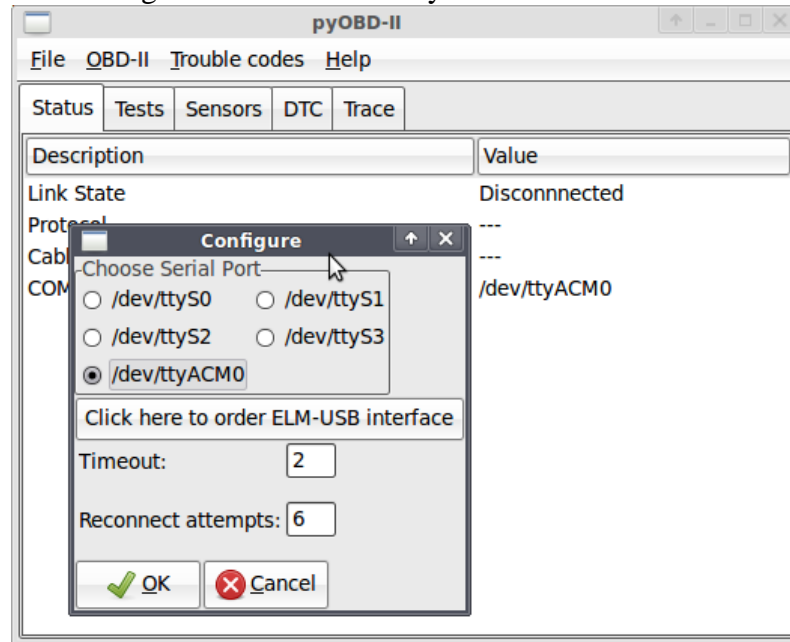 pyOBD-II
File OBD-II Trouble codes Help
Status Tests Sensors DTC Trace
Description Value
Link State Disconnnected
---
---
COM /dev/ttyACM0
Configure
Choose Serial Port
/dev/ttyS0 /dev/ttyS1
/dev/ttyS2 /dev/ttyS3
/dev/ttyACM0
Click here to order ELM-USB interface
Timeout: 2
Reconnect attempts: 6
OK Cancel